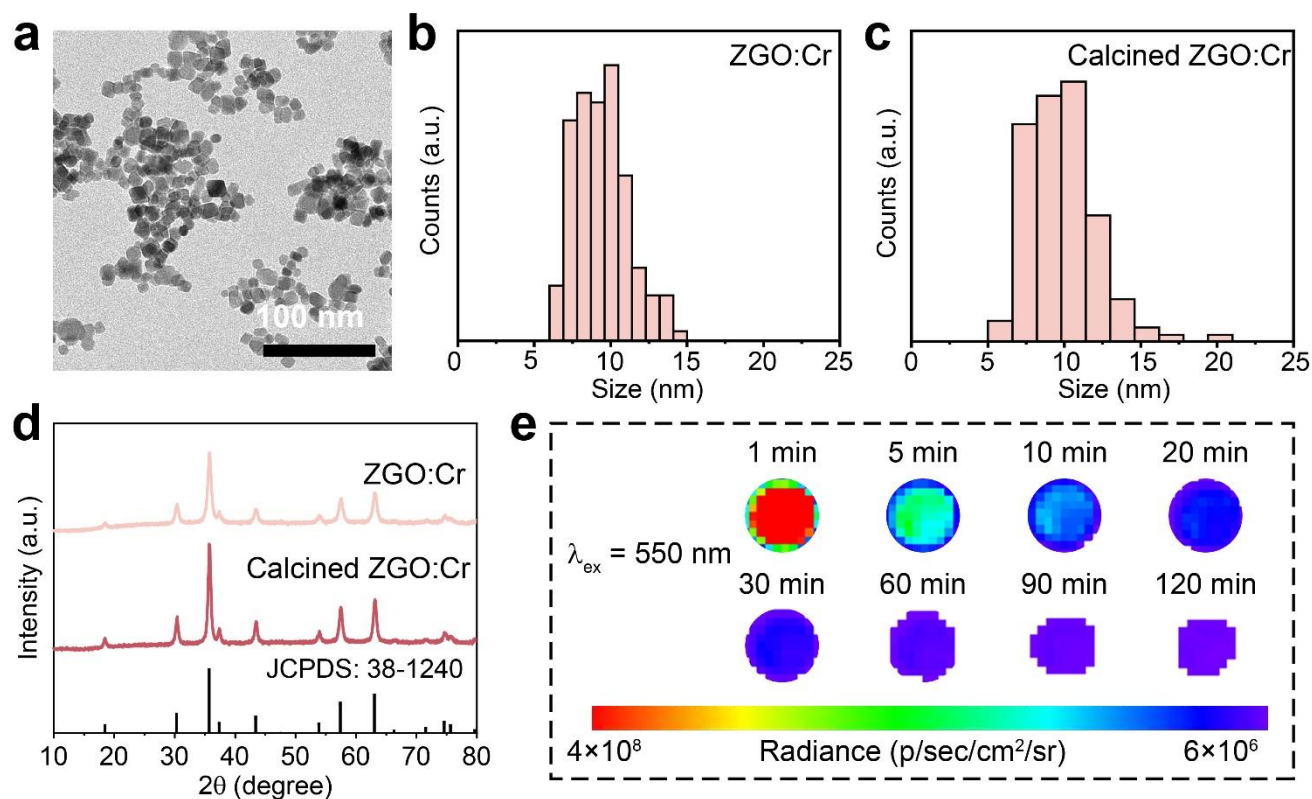 a
100 nm
b
ZGO:Cr
Counts (a.u.)
0 5 10 15 20 25
Size (nm)
c
Calcined ZGO:Cr
Counts (a.u.)
0 5 10 15 20 25
Size (nm)
d
ZGO:Cr
Calcined ZGO:Cr
JCPDS: 38-1240
Intensity (a.u.)
10 20 30 40 50 60 70 80
2θ (degree)
e
1 min 5 min 10 min 20 min
λex = 550 nm
30 min 60 min 90 min 120 min
4×10⁸ Radiance (p/sec/cm²/sr) 6×10⁶